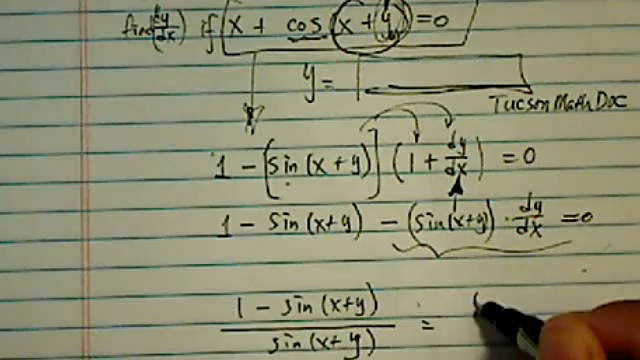 find (dy/dx) if x + cos (x + y) = 0
y =
Tucson Math Doc
1 - [sin (x + y)] (1 + dy/dx) = 0
1 - sin (x+y) - (sin(x+y)) · dy/dx = 0
1 - sin (x+y) / sin (x+y) =